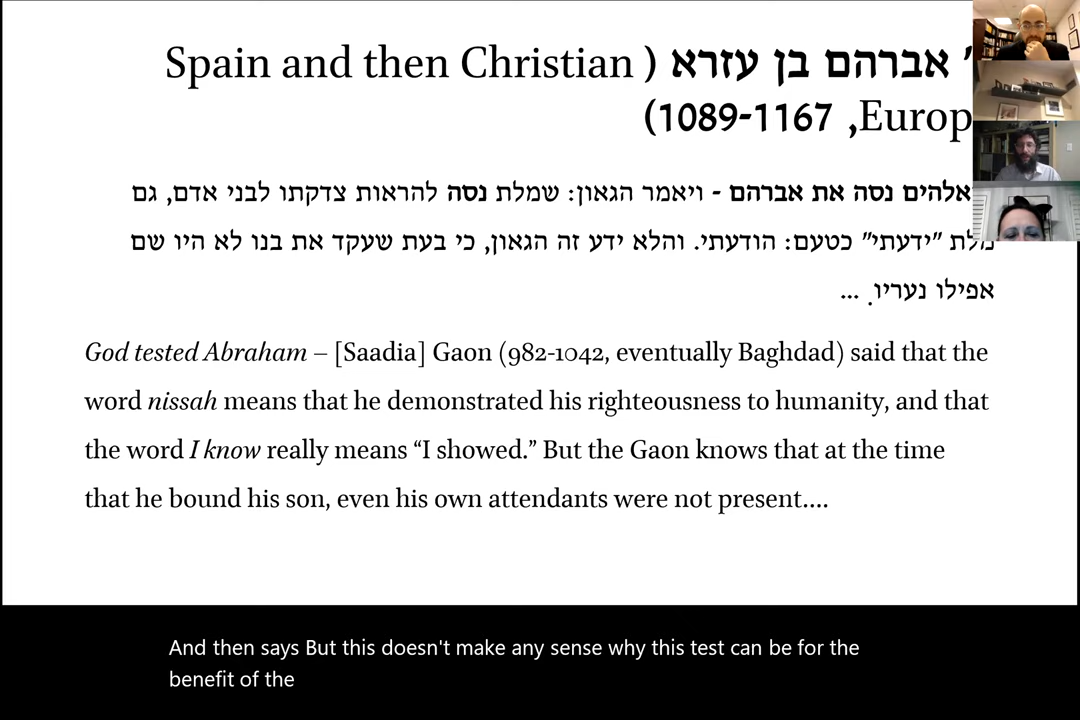 ' אברהם בן עזרא ( Spain and then Christian
Europ, 1089-1167)
אלהים נסה את אברהם - ויאמר הגאון: שמלת נסה להראות צדקתו לבני אדם, גם
מלת "ידעתי" כטעם: הודעתי. והלא ידע זה הגאון, כי בעת שעקד את בנו לא היו שם
אפילו נעריו. ...
God tested Abraham – [Saadia] Gaon (982-1042, eventually Baghdad) said that the
word nissah means that he demonstrated his righteousness to humanity, and that
the word I know really means “I showed.” But the Gaon knows that at the time
that he bound his son, even his own attendants were not present....
And then says But this doesn't make any sense why this test can be for the
benefit of the